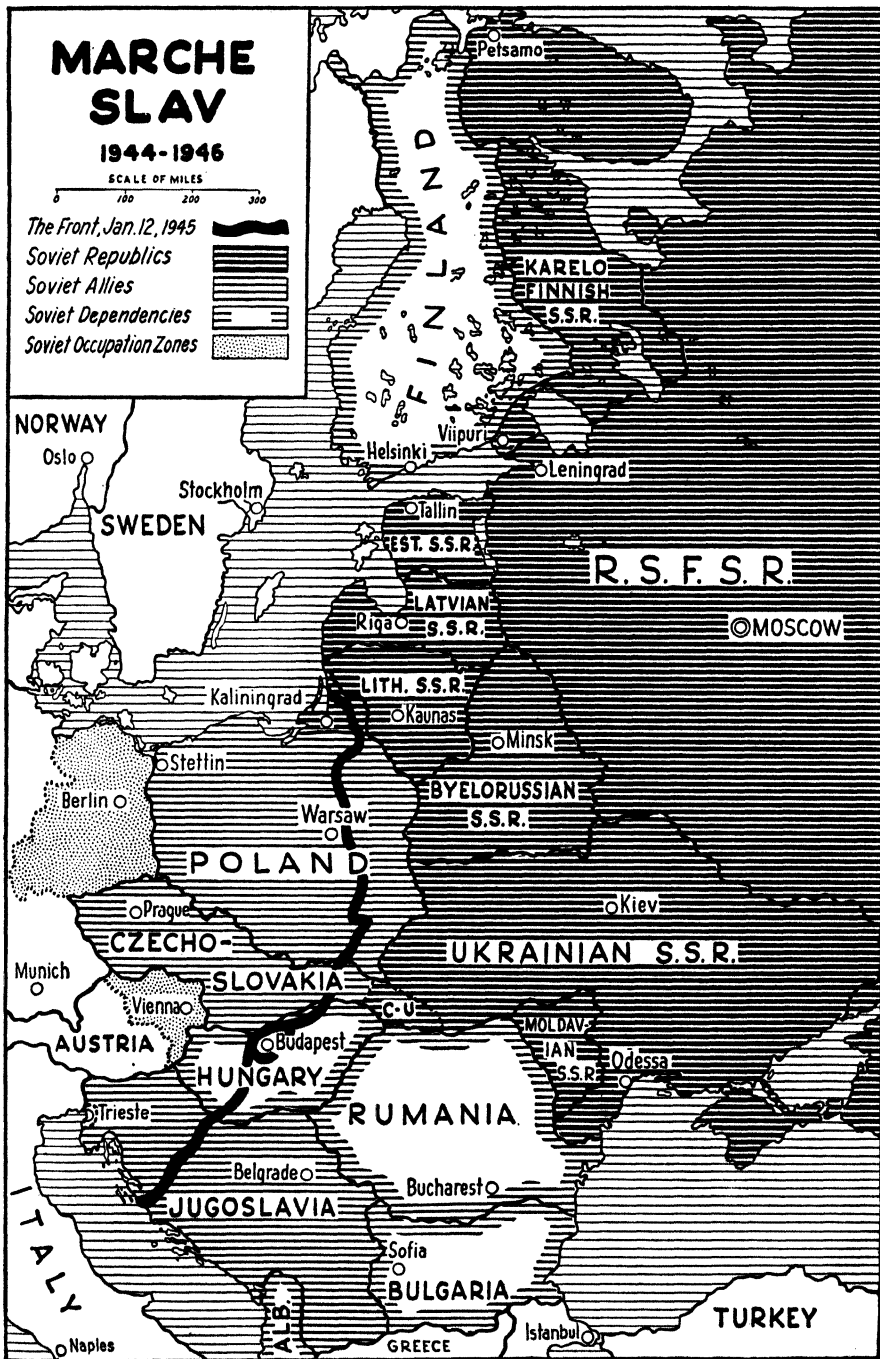 MARCHE
SLAV
1944-1946
SCALE OF MILES
0 100 200 300
The Front, Jan. 12, 1945
Soviet Republics
Soviet Allies
Soviet Dependencies
Soviet Occupation Zones
Petsamo
FINLAND
KARELO
FINNISH
S.S.R.
NORWAY
Oslo
Viipuri
Helsinki
Leningrad
Stockholm
SWEDEN
Tallin
EST. S.S.R.
R.S.F.S.R.
LATVIAN
S.S.R.
Riga
MOSCOW
LITH. S.S.R.
Kaliningrad
Kaunas
Minsk
Stettin
BYELORUSSIAN
S.S.R.
Berlin
Warsaw
POLAND
Prague
Kiev
CZECHO-
SLOVAKIA
UKRAINIAN S.S.R.
Munich
Vienna
C-U
MOLDAV-
IAN
S.S.R
AUSTRIA
Budapest
Odessa
HUNGARY
Trieste
RUMANIA
Belgrade
Bucharest
JUGOSLAVIA
ITALY
Sofia
BULGARIA
ALB.
TURKEY
Istanbul
GREECE
Naples